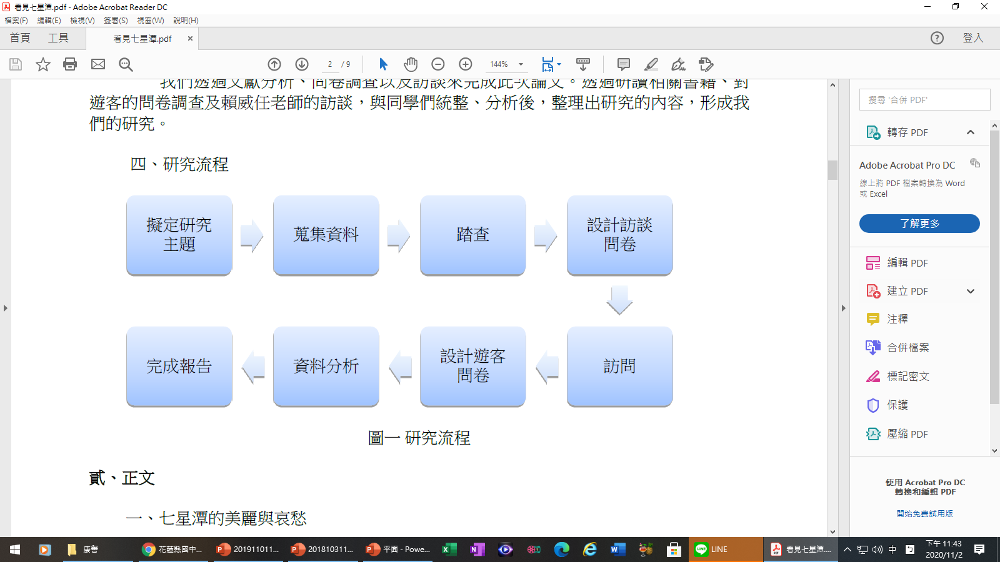 看見七星潭.pdf - Adobe Acrobat Reader DC
檔案(F) 編輯(E) 檢視(V) 簽署(S) 視窗(W) 說明(H)
首頁 工具 看見七星潭.pdf × 登入
2 / 9 144%
我們透過文獻分析、問卷調查以及訪談來完成此次論文。透過研讀相關書籍、對
遊客的問卷調查及賴威任老師的訪談，與同學們統整、分析後，整理出研究的內容，形成我
們的研究。
四、研究流程
擬定研究
主題
蒐集資料
踏查
設計訪談
問卷
訪問
設計遊客
問卷
資料分析
完成報告
圖一 研究流程
貳、正文
一、七星潭的美麗與哀愁
搜尋 '合併 PDF'
轉存 PDF
Adobe Acrobat Pro DC
線上將 PDF 檔案轉換為 Word
或 Excel
了解更多
編輯 PDF
建立 PDF
注釋
合併檔案
標記密文
保護
壓縮 PDF
使用 Acrobat Pro DC
轉換和編輯 PDF
開始免費試用版
康譽 花蓮縣國中... 201911011... 201810311... 平面 - Powe... LINE 看見七星潭.... 中
下午 11:43
2020/11/2